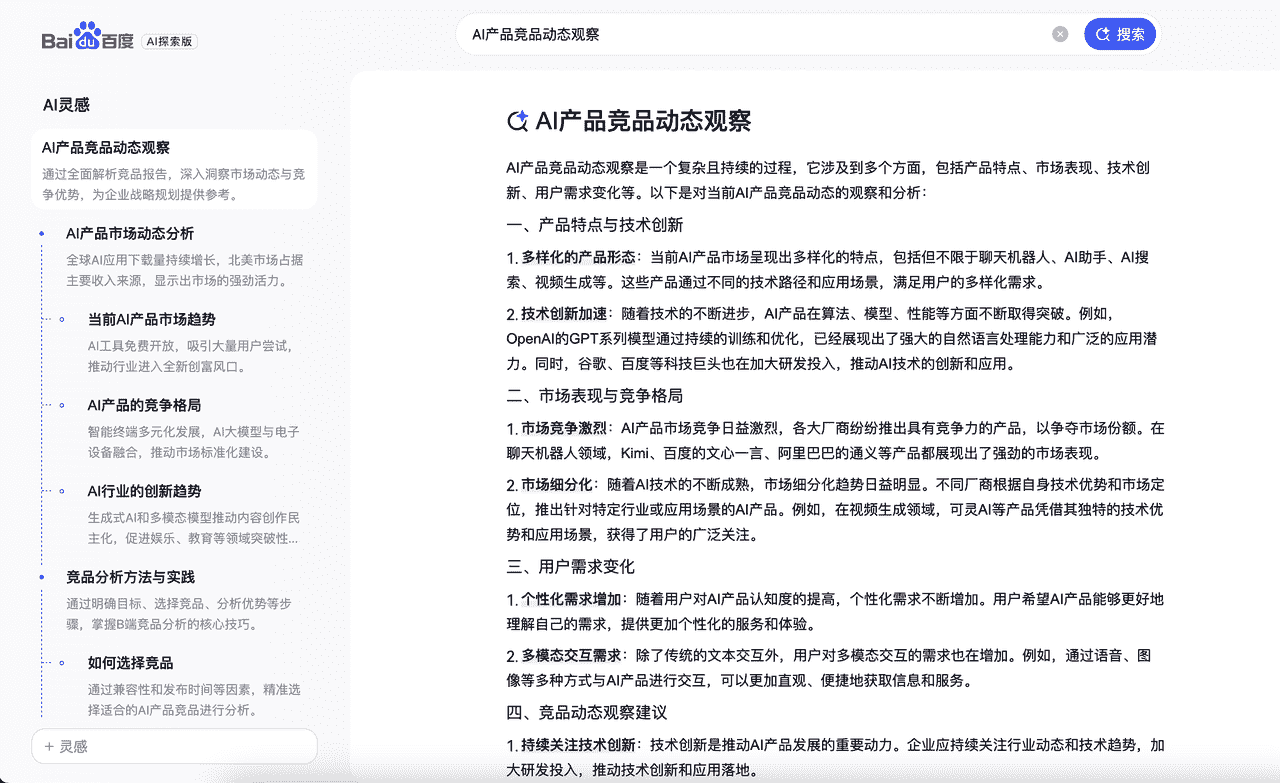 Bai du 百度 AI探索版
AI产品竞品动态观察
搜索
AI灵感
AI产品竞品动态观察
通过全面解析竞品报告，深入洞察市场动态与竞
争优势，为企业战略规划提供参考。
AI产品市场动态分析
全球AI应用下载量持续增长，北美市场占据
主要收入来源，显示出市场的强劲活力。
当前AI产品市场趋势
AI工具免费开放，吸引大量用户尝试，
推动行业进入全新创富风口。
AI产品的竞争格局
智能终端多元化发展，AI大模型与电子
设备融合，推动市场标准化建设。
AI行业的创新趋势
生成式AI和多模态模型推动内容创作民
主化，促进娱乐、教育等领域突破性...
竞品分析方法与实践
通过明确目标、选择竞品、分析优势等步
骤，掌握B端竞品分析的核心技巧。
如何选择竞品
通过兼容性和发布时间等因素，精准选
择适合的AI产品竞品进行分析。
+ 灵感
AI产品竞品动态观察
AI产品竞品动态观察是一个复杂且持续的过程，它涉及到多个方面，包括产品特点、市场表现、技术创
新、用户需求变化等。以下是对当前AI产品竞品动态的观察和分析：
一、产品特点与技术创新
1. 多样化的产品形态：当前AI产品市场呈现出多样化的特点，包括但不限于聊天机器人、AI助手、AI搜
索、视频生成等。这些产品通过不同的技术路径和应用场景，满足用户的多样化需求。
2. 技术创新加速：随着技术的不断进步，AI产品在算法、模型、性能等方面不断取得突破。例如，
OpenAI的GPT系列模型通过持续的训练和优化，已经展现出了强大的自然语言处理能力和广泛的应用潜
力。同时，谷歌、百度等科技巨头也在加大研发投入，推动AI技术的创新和应用。
二、市场表现与竞争格局
1. 市场竞争激烈：AI产品市场竞争日益激烈，各大厂商纷纷推出具有竞争力的产品，以争夺市场份额。在
聊天机器人领域，Kimi、百度的文心一言、阿里巴巴的通义等产品都展现出了强劲的市场表现。
2. 市场细分化：随着AI技术的不断成熟，市场细分化趋势日益明显。不同厂商根据自身技术优势和市场定
位，推出针对特定行业或应用场景的AI产品。例如，在视频生成领域，可灵AI等产品凭借其独特的技术优
势和应用场景，获得了用户的广泛关注。
三、用户需求变化
1. 个性化需求增加：随着用户对AI产品认知度的提高，个性化需求不断增加。用户希望AI产品能够更好地
理解自己的需求，提供更加个性化的服务和体验。
2. 多模态交互需求：除了传统的文本交互外，用户对多模态交互的需求也在增加。例如，通过语音、图
像等多种方式与AI产品进行交互，可以更加直观、便捷地获取信息和服务。
四、竞品动态观察建议
1. 持续关注技术创新：技术创新是推动AI产品发展的重要动力。企业应持续关注行业动态和技术趋势，加
大研发投入，推动技术创新和应用落地。